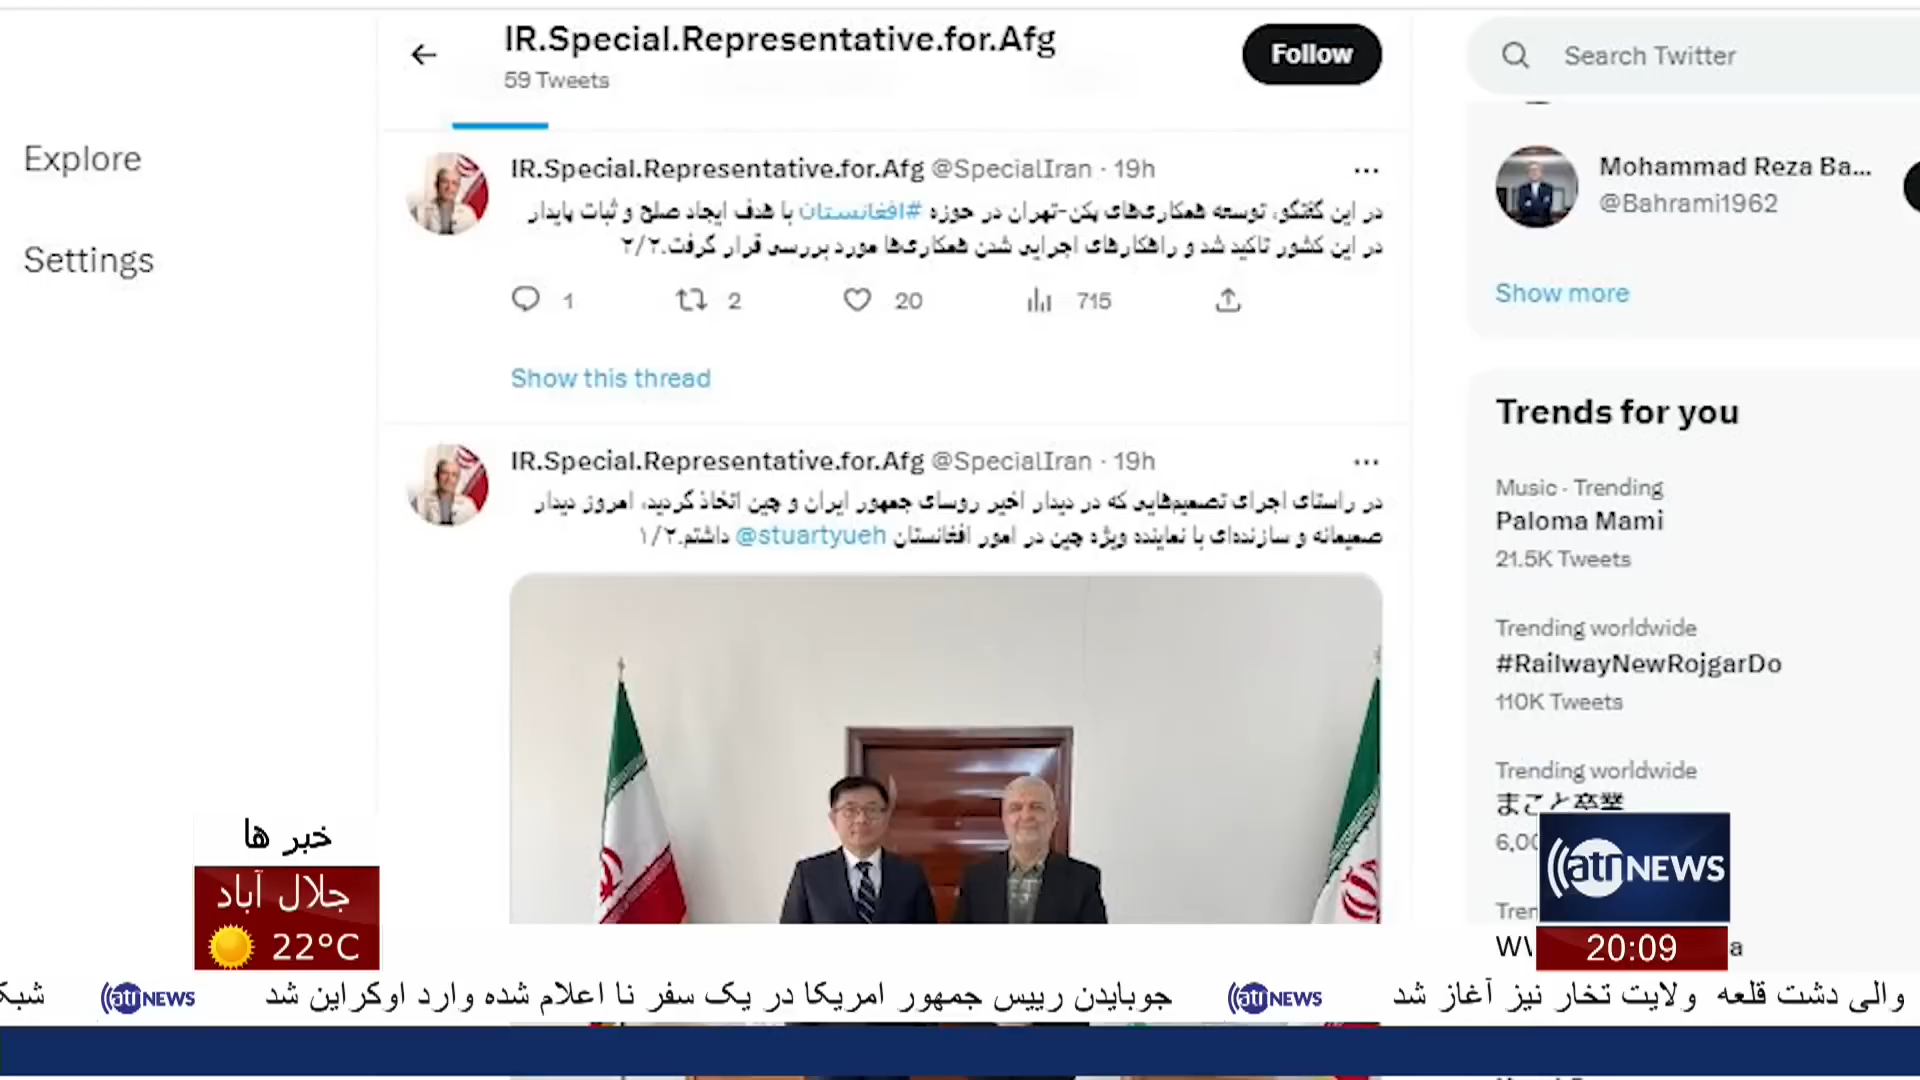 IR.Special.Representative.for.Afg
59 Tweets
Follow
Search Twitter
Explore
Settings
IR.Special.Representative.for.Afg @SpecialIran · 19h
در این گفتگو، توسعه همکاری‌های پکن-تهران در حوزه #افغانستان با هدف ایجاد صلح و ثبات پایدار
در این کشور تاکید شد و راهکارهای اجرایی شدن همکاری‌ها مورد بررسی قرار گرفت.۲/۲
1 2 20 715
Show this thread
IR.Special.Representative.for.Afg @SpecialIran · 19h
در راستای اجرای تصمیم‌هایی که در دیدار اخیر روسای جمهور ایران و چین اتخاذ گردید، امروز دیدار
صمیمانه و سازنده‌ای با نماینده ویژه چین در امور افغانستان @stuartyueh داشتم.۱/۲
Mohammad Reza Ba...
@Bahrami1962
Show more
Trends for you
Music · Trending
Paloma Mami
21.5K Tweets
Trending worldwide
#RailwayNewRojgarDo
110K Tweets
Trending worldwide
まこと卒業
خبر ها
جلال آباد
22°C
atn NEWS
20:09
والی دشت قلعه ولایت تخار نیز آغاز شد
atn NEWS
جوبایدن رییس جمهور امریکا در یک سفر نا اعلام شده وارد اوکراین شد
atn NEWS